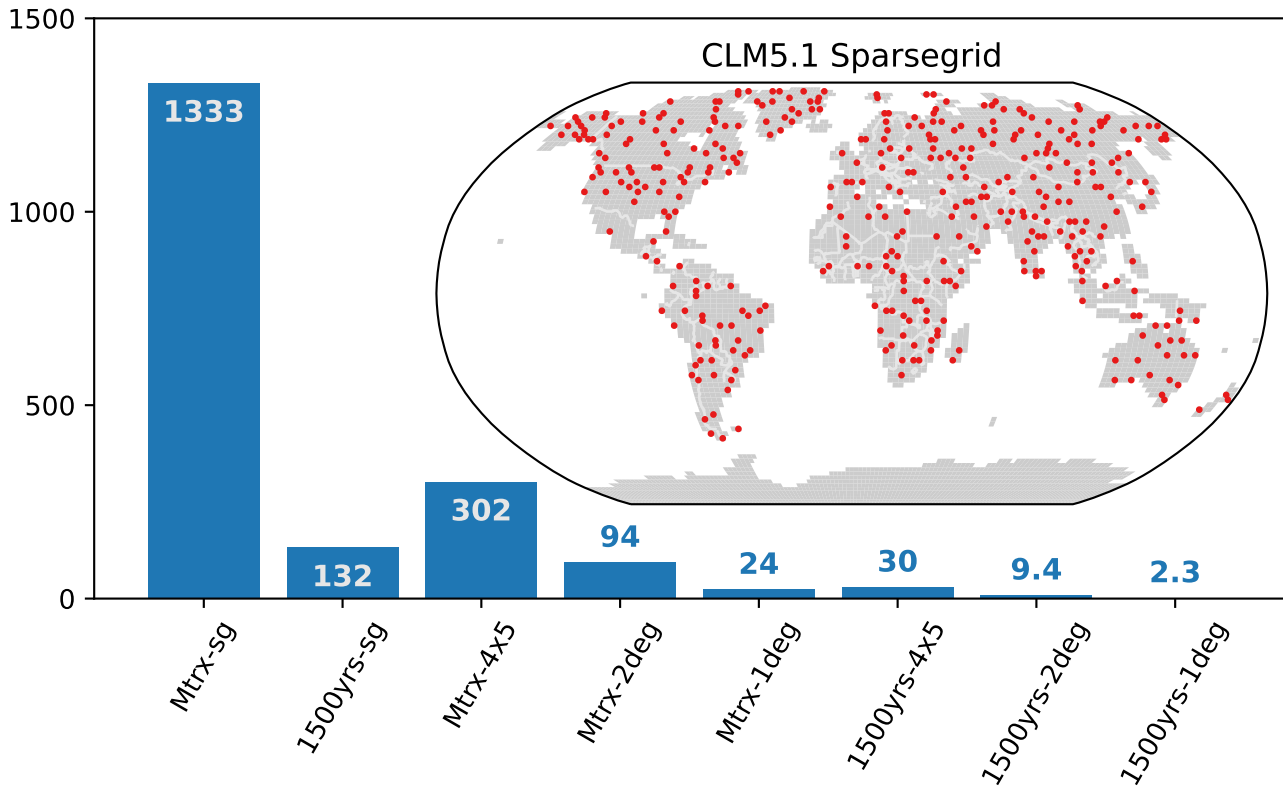 1500
1000
500
0
CLM5.1 Sparsegrid
1333
132
302
94
24
30
9.4
2.3
Mtrx-sg
1500yrs-sg
Mtrx-4x5
Mtrx-2deg
Mtrx-1deg
1500yrs-4x5
1500yrs-2deg
1500yrs-1deg